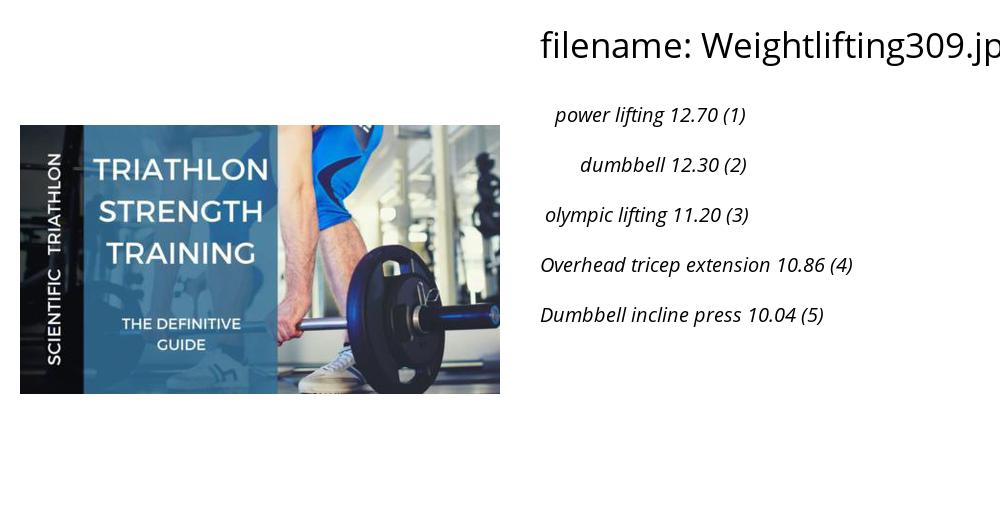 filename: Weightlifting309.jp
power lifting 12.70 (1)
dumbbell 12.30 (2)
olympic lifting 11.20 (3)
Overhead tricep extension 10.86 (4)
Dumbbell incline press 10.04 (5)
SCIENTIFIC TRIATHLON
TRIATHLON
STRENGTH
TRAINING
THE DEFINITIVE
GUIDE